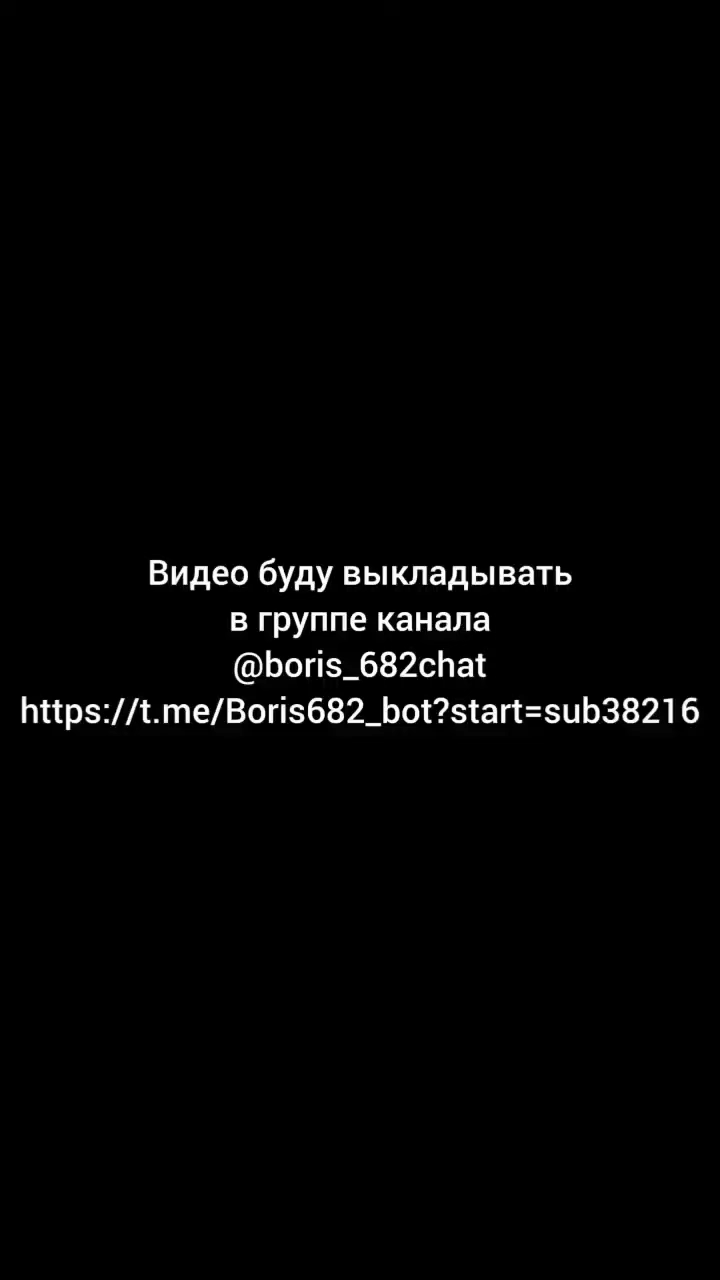 Видео буду выкладывать
в группе канала
@boris_682chat
https://t.me/Boris682_bot?start=sub38216